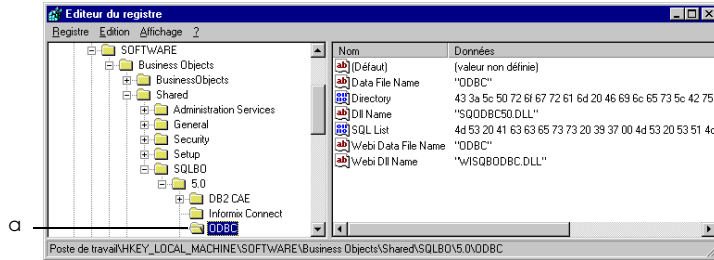 Editeur du registre
Registre Edition Affichage ?
SOFTWARE
Business Objects
BusinessObjects
Shared
Administration Services
General
Security
Setup
SQLBO
5.0
DB2 CAE
Informix Connect
a ODBC
Nom Données
(Défaut) (valeur non définie)
Data File Name "ODBC"
Directory 43 3a 5c 50 72 6f 67 72 61 6d 20 46 69 6c 65 73 5c 42 75
Dll Name "SQODBC50.DLL"
SQL List 4d 53 20 41 63 63 65 73 73 20 39 37 00 4d 53 20 53 51 4c
Webi Data File Name "ODBC"
Webi Dll Name "WISQBODBC.DLL"
Poste de travail\HKEY_LOCAL_MACHINE\SOFTWARE\Business Objects\Shared\SQLBO\5.0\ODBC